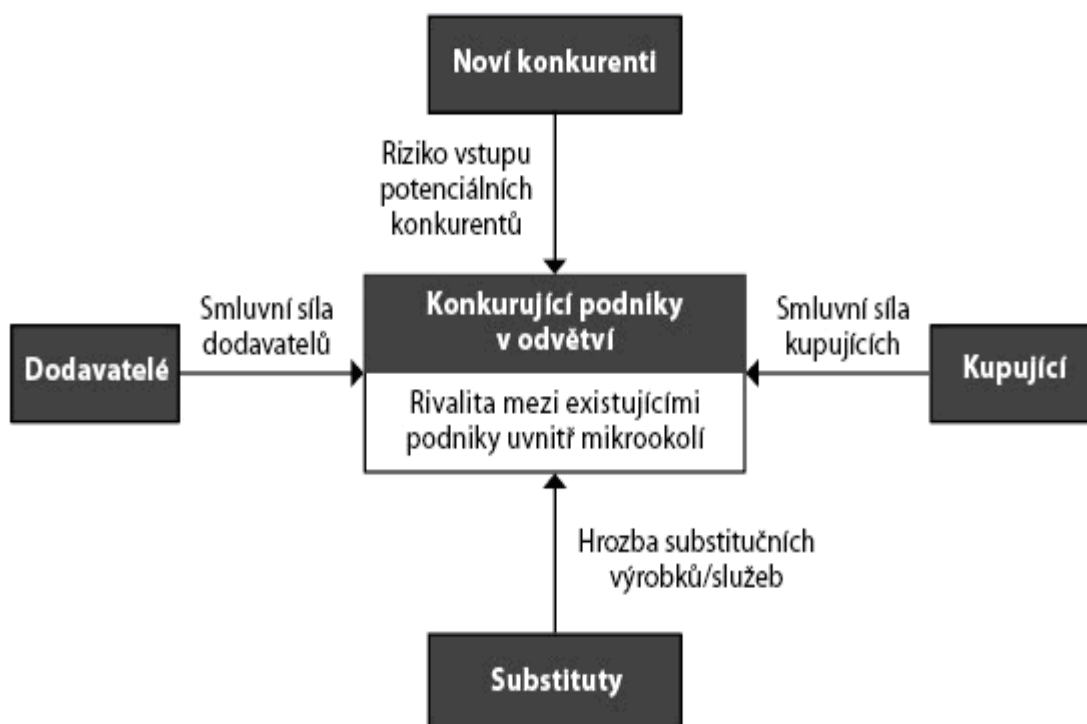 Noví konkurenti
Riziko vstupu
potenciálních
konkurentů
Dodavatelé
Smluvní síla
dodavatelů
Konkurující podniky
v odvětví
Rivalita mezi existujícími
podniky uvnitř mikrookolí
Smluvní síla
kupujících
Kupující
Hrozba substitučních
výrobků/služeb
Substituty